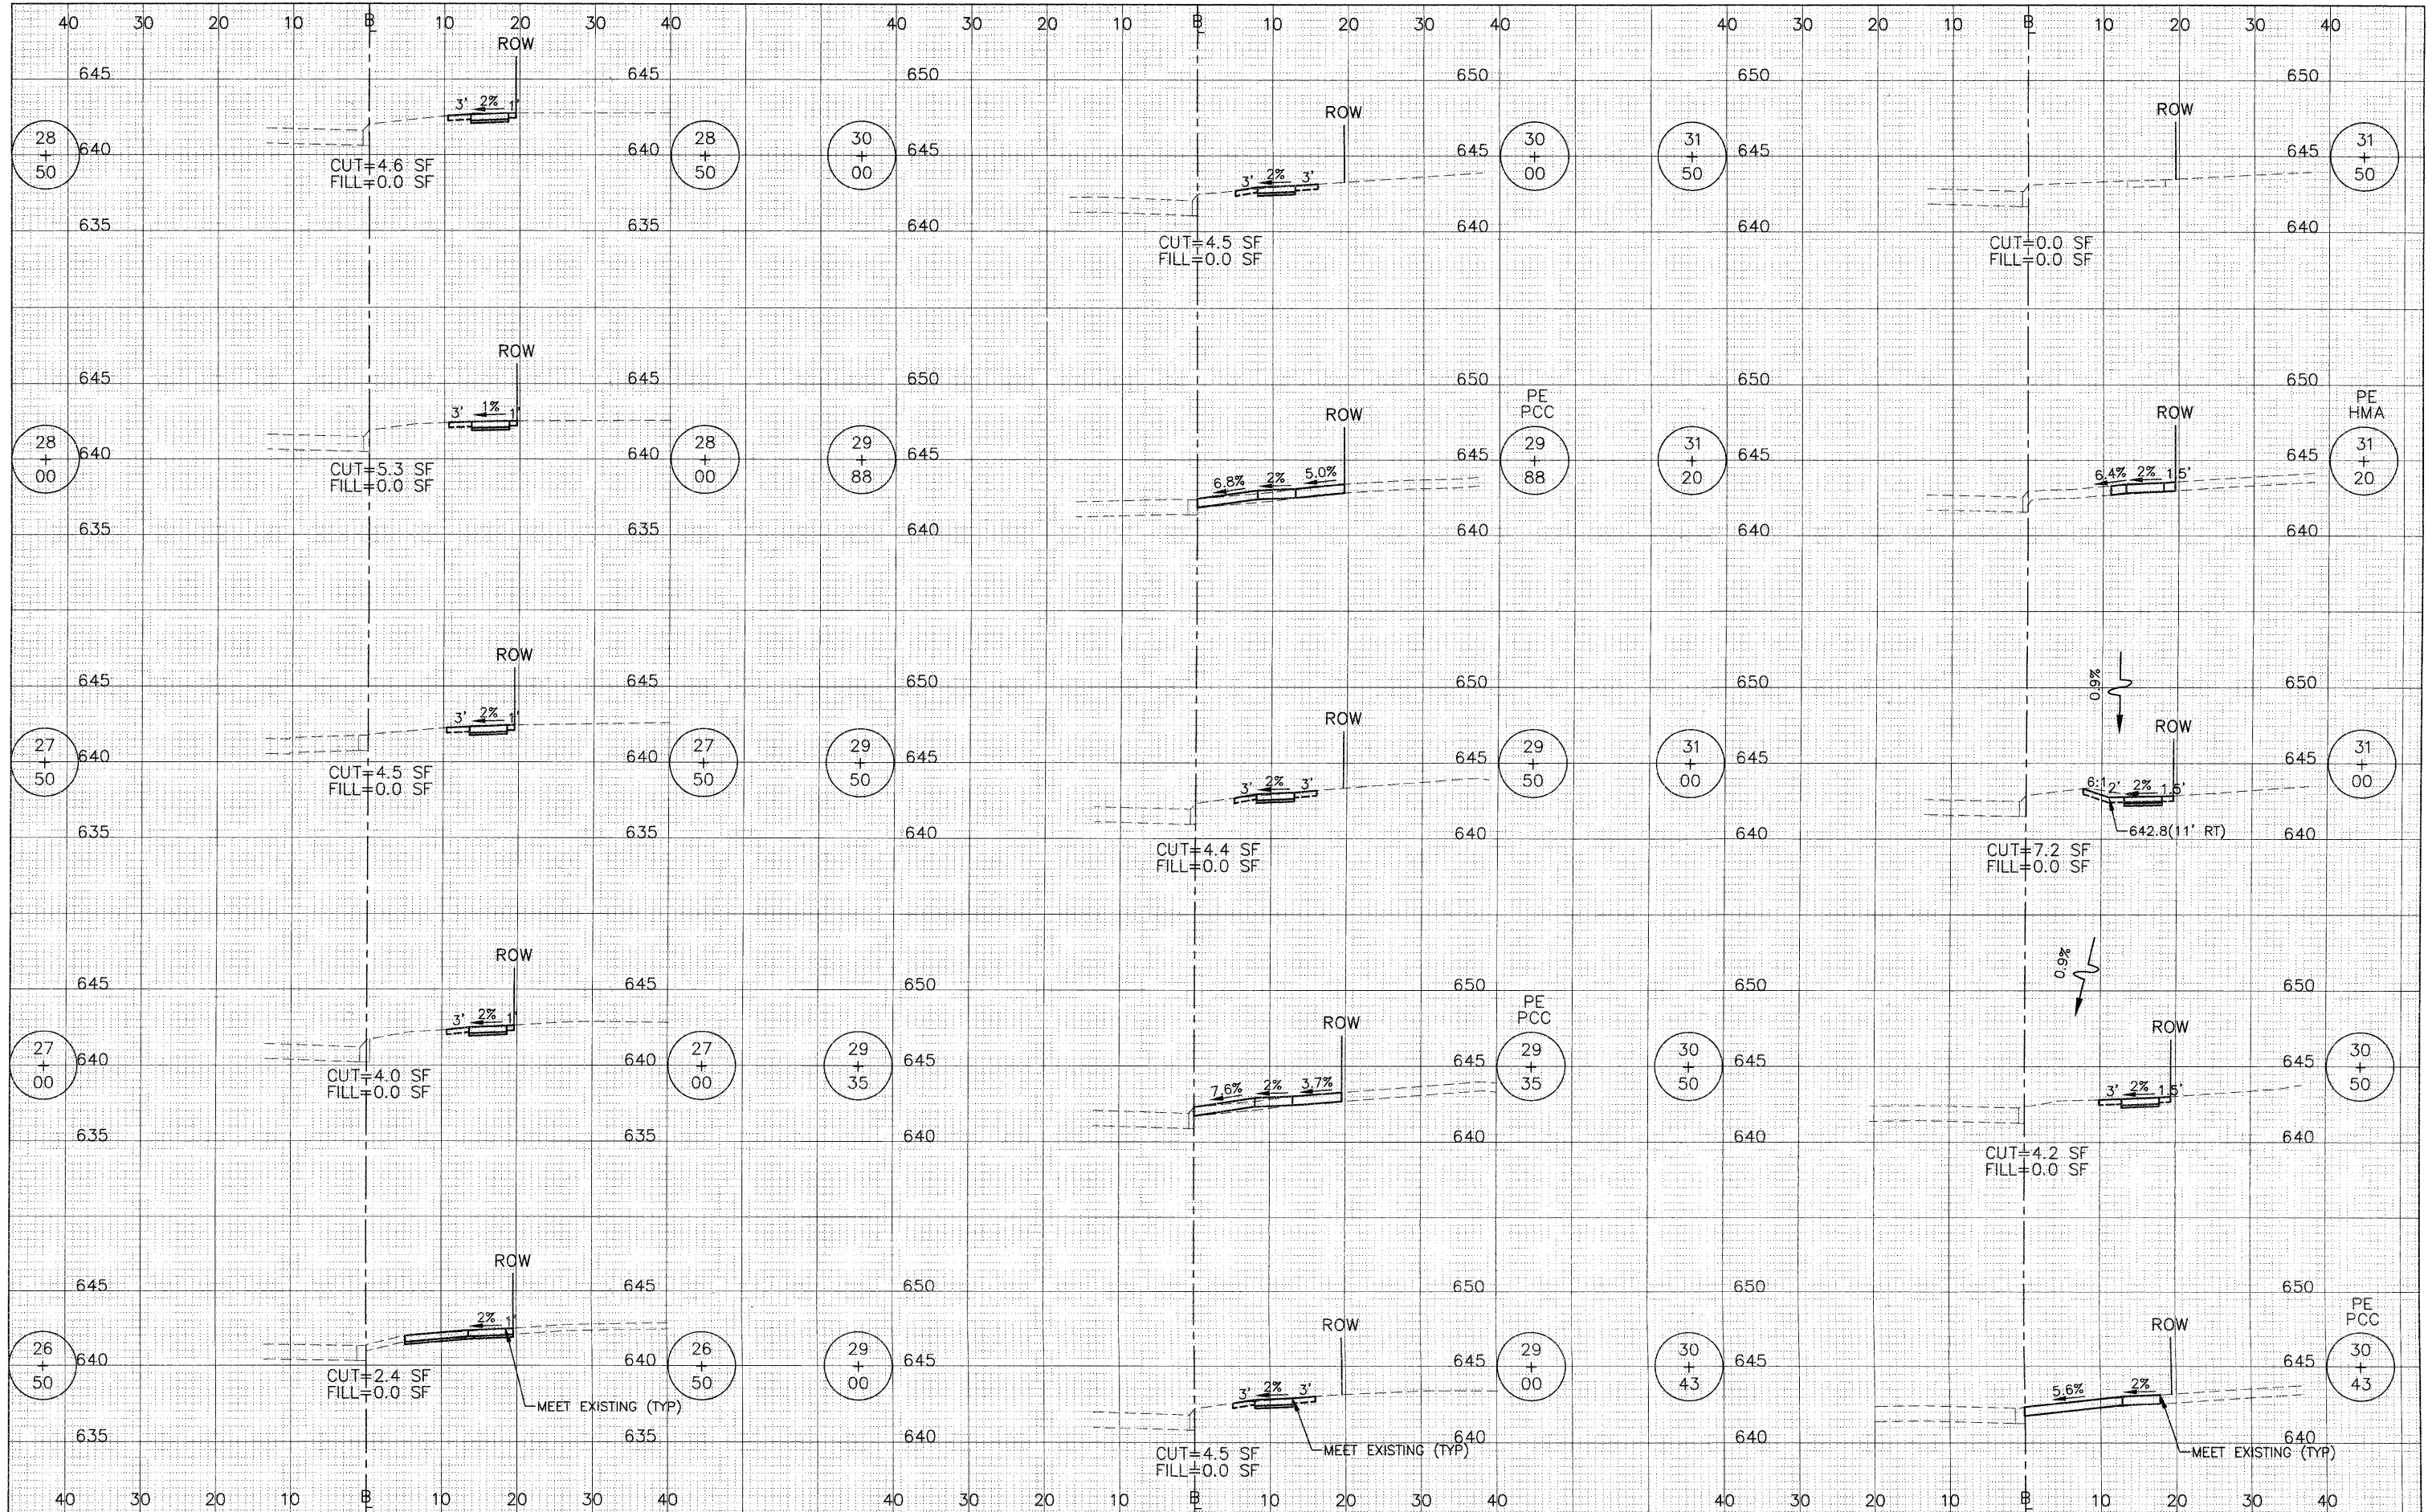 40 30 20 10 BL 10 20 30 40 30 20 10 BL 10 20 30 40 40 30 20 10 BL 10 20 30 40
ROW
645 645 650 650 650 650
3' 2% 1'
ROW
ROW
28 + 50
640
640
28 + 50
30 + 00
645
645
30 + 00
31 + 50
645
645
31 + 50
CUT=4.6 SF
FILL=0.0 SF
3' 2% 3'
635 635 640 640 640 640
CUT=4.5 SF
FILL=0.0 SF
CUT=0.0 SF
FILL=0.0 SF
ROW
645 645 650 650 650 650
PE
PCC
PE
HMA
3' 1% 1'
ROW
ROW
28 + 00
640
640
28 + 00
29 + 88
645
645
29 + 88
31 + 20
645
645
31 + 20
CUT=5.3 SF
FILL=0.0 SF
6.8% 2% 5.0%
6.4% 2% 1.5'
635 635 640 640 640 640
ROW
645 645 650 650 650 650
0.9%
3' 2% 1'
ROW
ROW
27 + 50
640
640
27 + 50
29 + 50
645
645
29 + 50
31 + 00
645
645
31 + 00
CUT=4.5 SF
FILL=0.0 SF
3' 2% 3'
6:1 2' 2% 1.5'
642.8(11' RT)
635 635 640 640 640 640
CUT=4.4 SF
FILL=0.0 SF
CUT=7.2 SF
FILL=0.0 SF
ROW
645 645 650 650 650 650
0.9%
PE
PCC
3' 2% 1'
ROW
ROW
27 + 00
640
640
27 + 00
29 + 35
645
645
29 + 35
30 + 50
645
645
30 + 50
CUT=4.0 SF
FILL=0.0 SF
7.6% 2% 3.7%
3' 2% 1.5'
635 635 640 640 640 640
CUT=4.2 SF
FILL=0.0 SF
ROW
645 645 650 650 650 650
PE
PCC
2% 1'
ROW
ROW
26 + 50
640
640
26 + 50
29 + 00
645
645
29 + 00
30 + 43
645
645
30 + 43
CUT=2.4 SF
FILL=0.0 SF
MEET EXISTING (TYP)
3' 2% 3'
5.6% 2%
635 635 640 640 640 640
CUT=4.5 SF
FILL=0.0 SF
MEET EXISTING (TYP)
MEET EXISTING (TYP)
40 30 20 10 BL 10 20 30 40 30 20 10 BL 10 20 30 40 40 30 20 10 BL 10 20 30 40